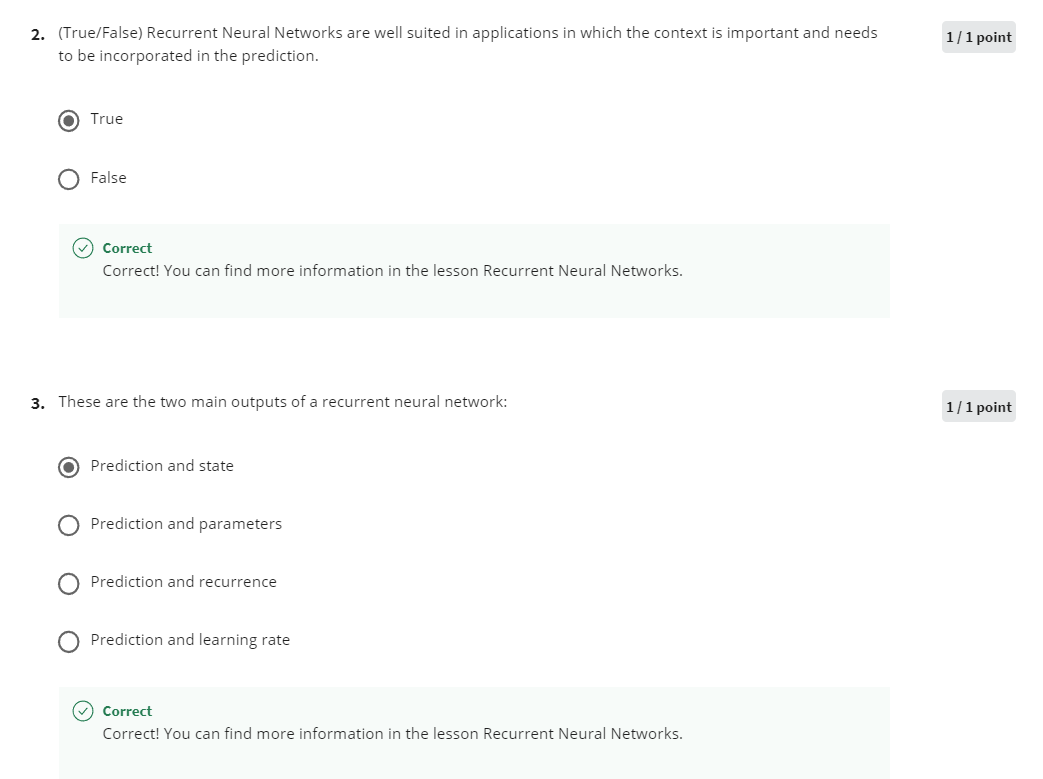 2. (True/False) Recurrent Neural Networks are well suited in applications in which the context is important and needs
to be incorporated in the prediction.
1 / 1 point
True
False
Correct
Correct! You can find more information in the lesson Recurrent Neural Networks.
3. These are the two main outputs of a recurrent neural network:
1 / 1 point
Prediction and state
Prediction and parameters
Prediction and recurrence
Prediction and learning rate
Correct
Correct! You can find more information in the lesson Recurrent Neural Networks.